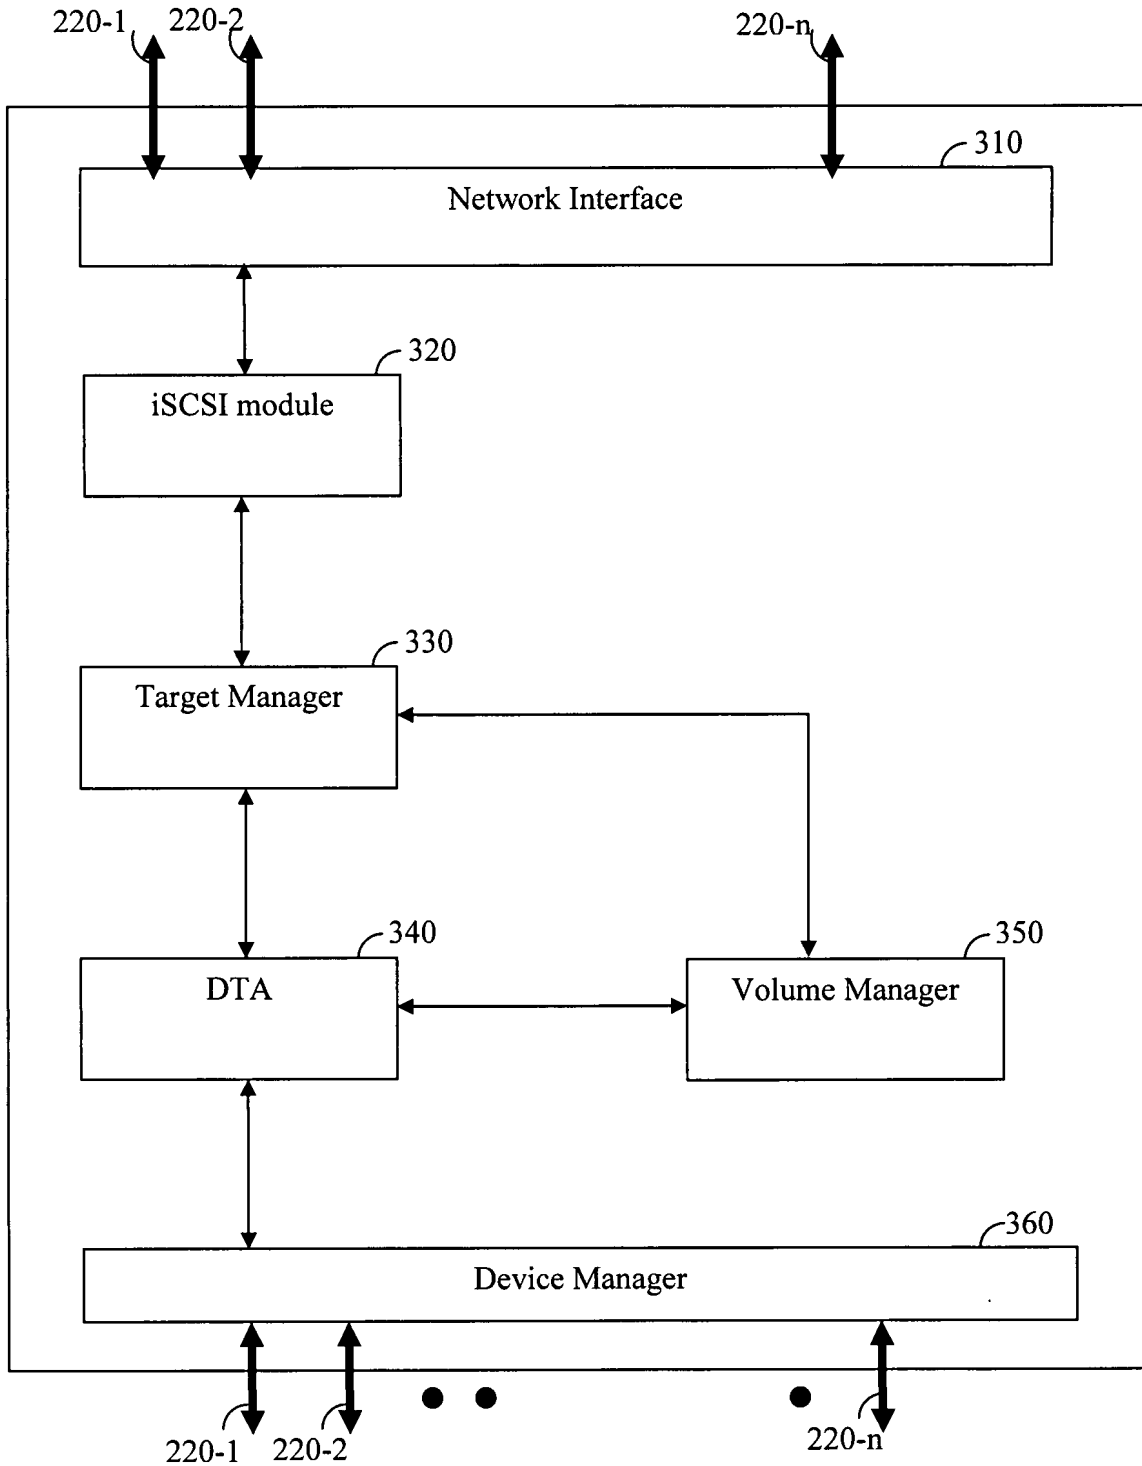 220-1
220-2
220-n
310
Network Interface
320
iSCSI module
330
Target Manager
340
DTA
350
Volume Manager
360
Device Manager
220-1
220-2
220-n